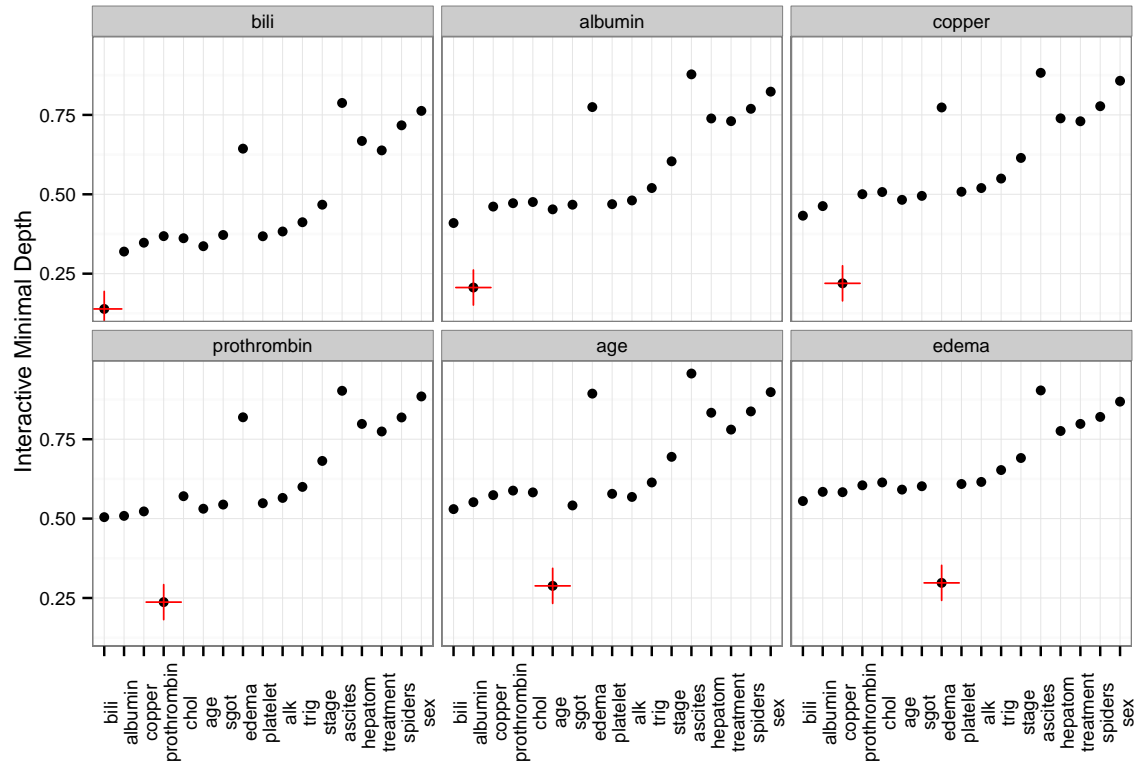 bili albumin copper
Interactive Minimal Depth
0.75
0.50
0.25
prothrombin age edema
0.75
0.50
0.25
bili albumin copper prothrombin chol age sgot edema platelet alk trig stage ascites hepatom treatment spiders sex
bili albumin copper prothrombin chol age sgot edema platelet alk trig stage ascites hepatom treatment spiders sex
bili albumin copper prothrombin chol age sgot edema platelet alk trig stage ascites hepatom treatment spiders sex